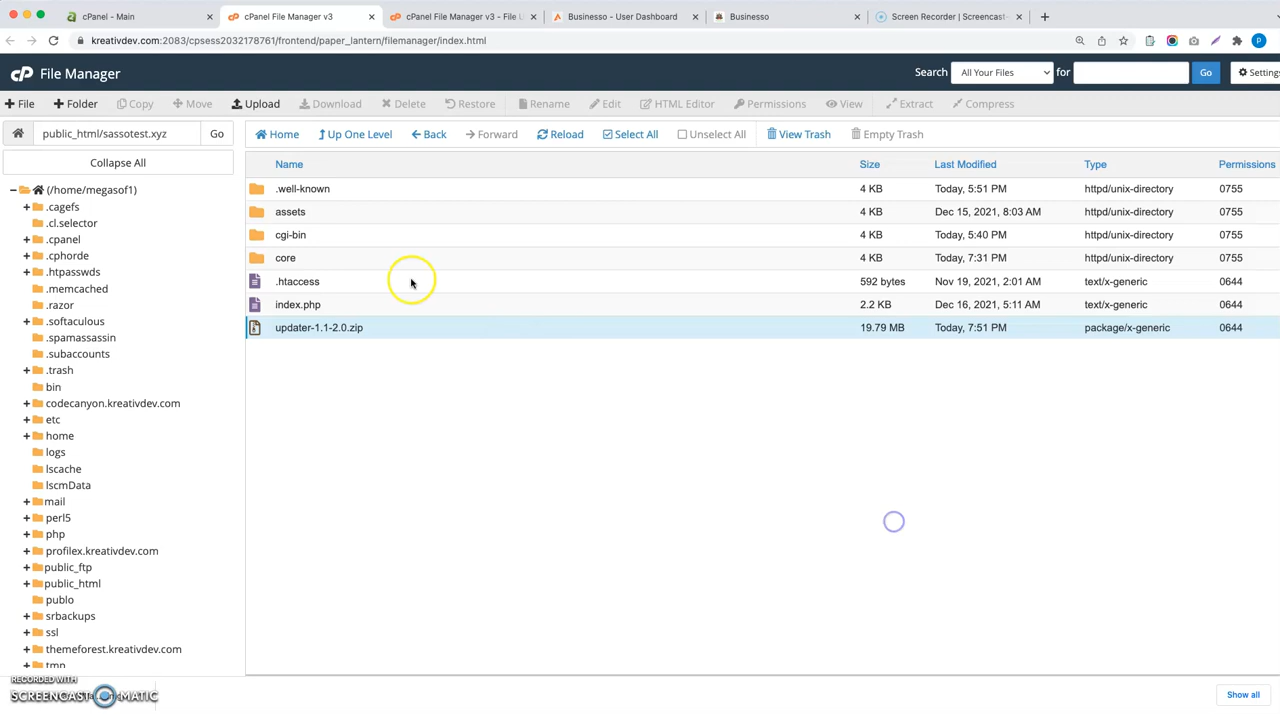 cPanel - Main
cPanel File Manager v3
cPanel File Manager v3 - File U
Businesso - User Dashboard
Businesso
Screen Recorder | Screencast-
kreativdev.com:2083/cpsess2032178761/frontend/paper_lantern/filemanager/index.html
cP File Manager
Search All Your Files for Go Settings
File Folder Copy Move Upload Download Delete Restore Rename Edit HTML Editor Permissions View Extract Compress
public_html/sassotest.xyz Go
Home Up One Level Back Forward Reload Select All Unselect All View Trash Empty Trash
Collapse All
Name Size Last Modified Type Permissions
.well-known 4 KB Today, 5:51 PM httpd/unix-directory 0755
assets 4 KB Dec 15, 2021, 8:03 AM httpd/unix-directory 0755
cgi-bin 4 KB Today, 5:40 PM httpd/unix-directory 0755
core 4 KB Today, 7:31 PM httpd/unix-directory 0755
.htaccess 592 bytes Nov 19, 2021, 2:01 AM text/x-generic 0644
index.php 2.2 KB Dec 16, 2021, 5:11 AM text/x-generic 0644
updater-1.1-2.0.zip 19.79 MB Today, 7:51 PM package/x-generic 0644
(/home/megasof1)
.cagefs
.cl.selector
.cpanel
.cphorde
.htpasswds
.memcached
.razor
.softaculous
.spamassassin
.subaccounts
.trash
bin
codecanyon.kreativdev.com
etc
home
logs
lscache
lscmData
mail
perl5
php
profilex.kreativdev.com
public_ftp
public_html
publo
srbackups
ssl
themeforest.kreativdev.com
tmp
RECORDED WITH
SCREENCAST MATIC
Show all